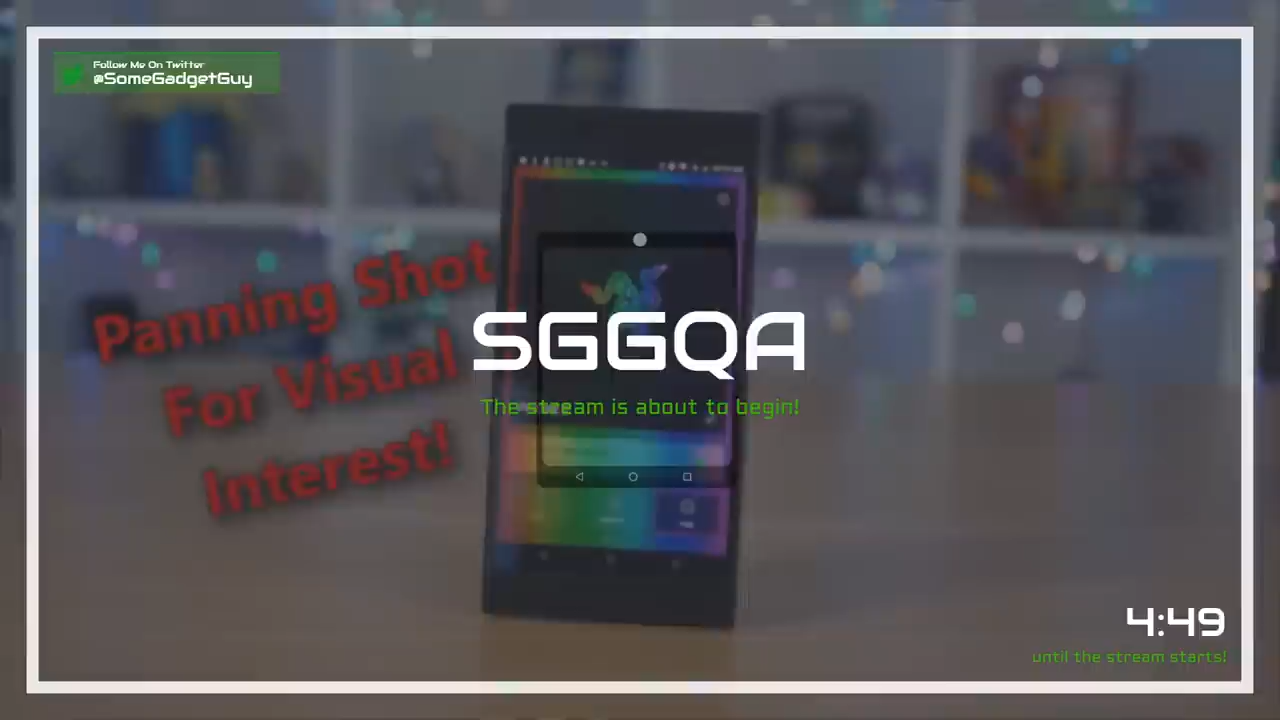 Follow Me On Twitter
@SomeGadgetGuy
Panning Shot
For Visual
Interest!
SGGQA
The stream is about to begin!
4:49
until the stream starts!